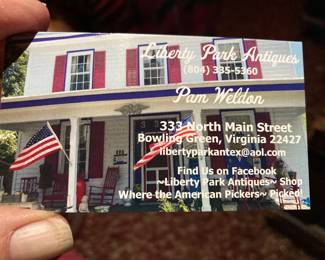 Liberty Park Antiques
(804) 335-5360
Pam Weldon
333 North Main Street
Bowling Green, Virginia 22427
libertyparkantex@aol.com
Find Us on Facebook
~Liberty Park Antiques~ Shop
Where the American Pickers~ Picked!